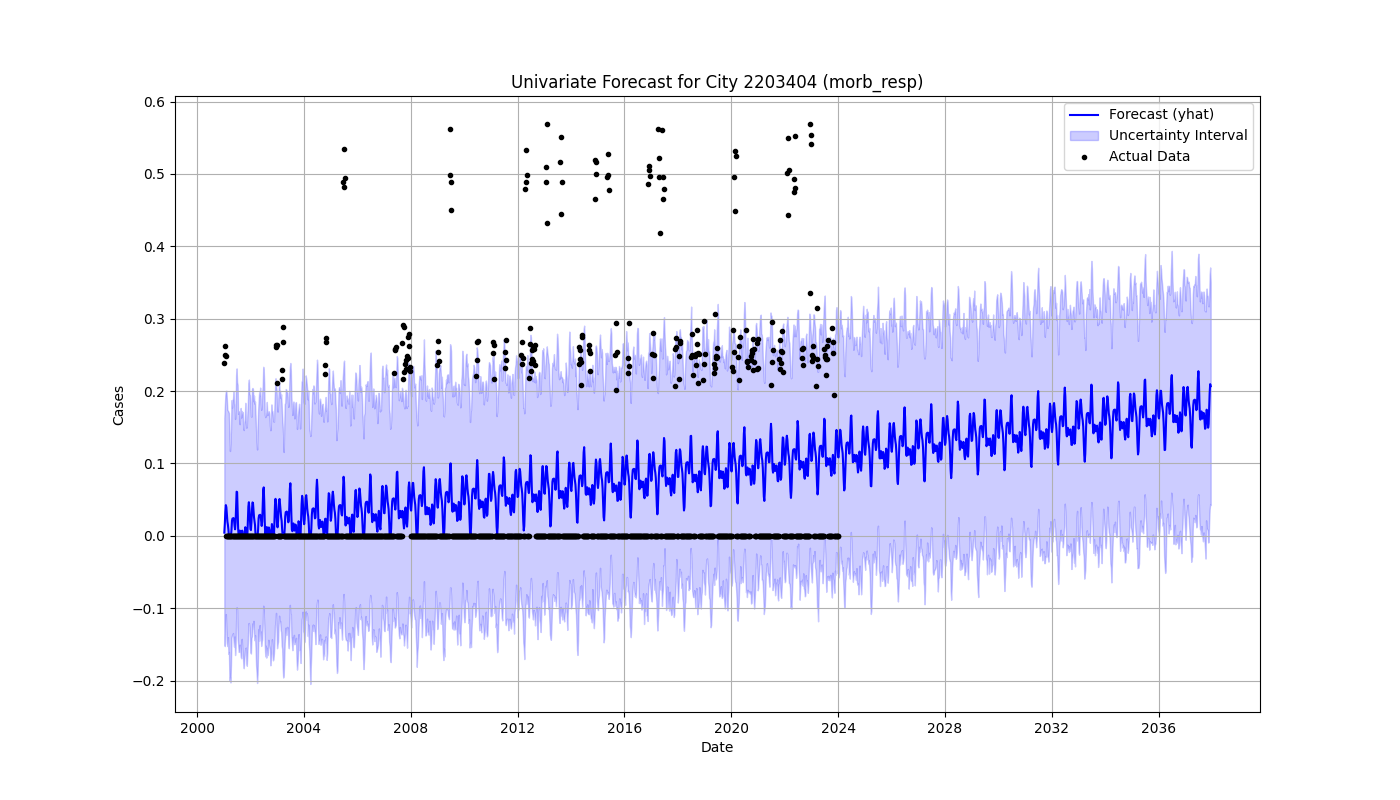 Univariate Forecast for City 2203404 (morb_resp)
Forecast (yhat)
Uncertainty Interval
Actual Data
Cases
0.6
0.5
0.4
0.3
0.2
0.1
0.0
−0.1
−0.2
2000 2004 2008 2012 2016 2020 2024 2028 2032 2036
Date